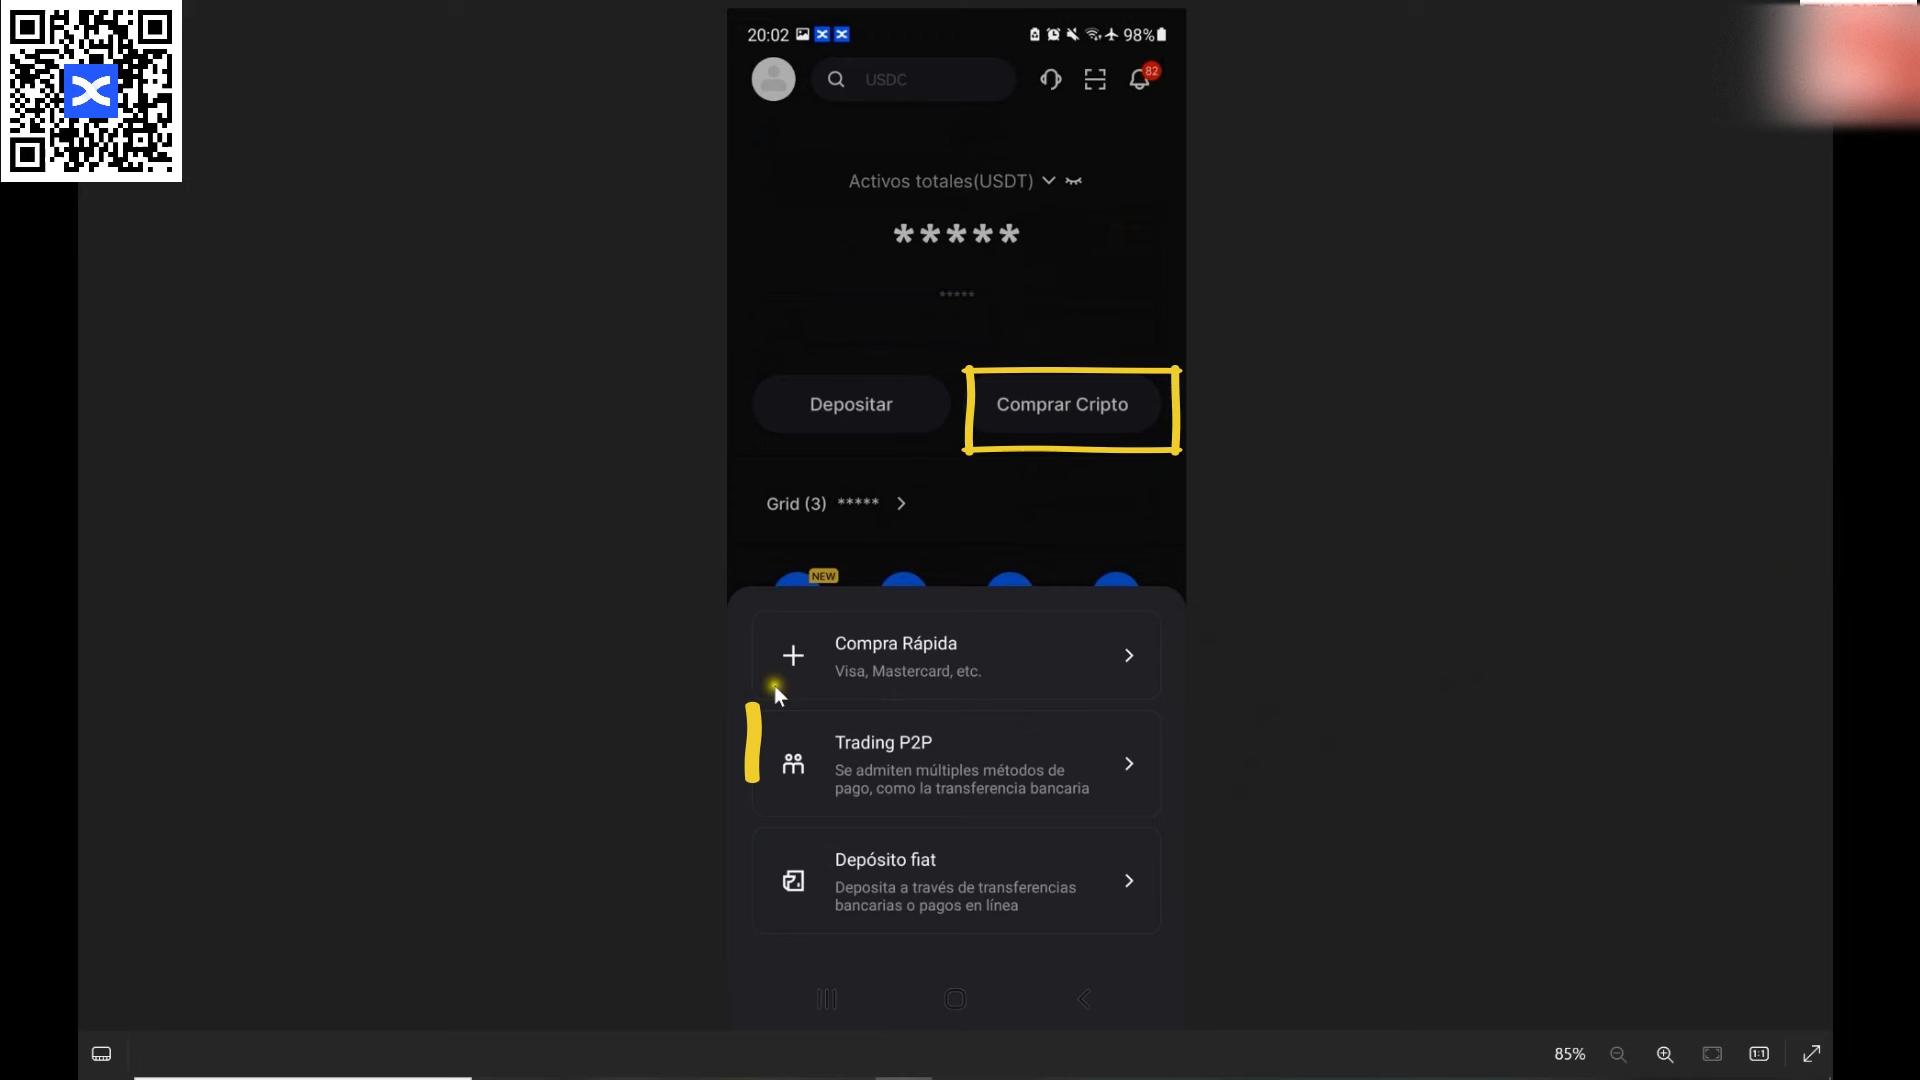 20:02
98%
USDC
82
Activos totales(USDT)
*****
*****
Depositar
Comprar Cripto
Grid (3) *****
NEW
Compra Rápida
Visa, Mastercard, etc.
Trading P2P
Se admiten múltiples métodos de
pago, como la transferencia bancaria
Depósito fiat
Deposita a través de transferencias
bancarias o pagos en línea
85%
1:1